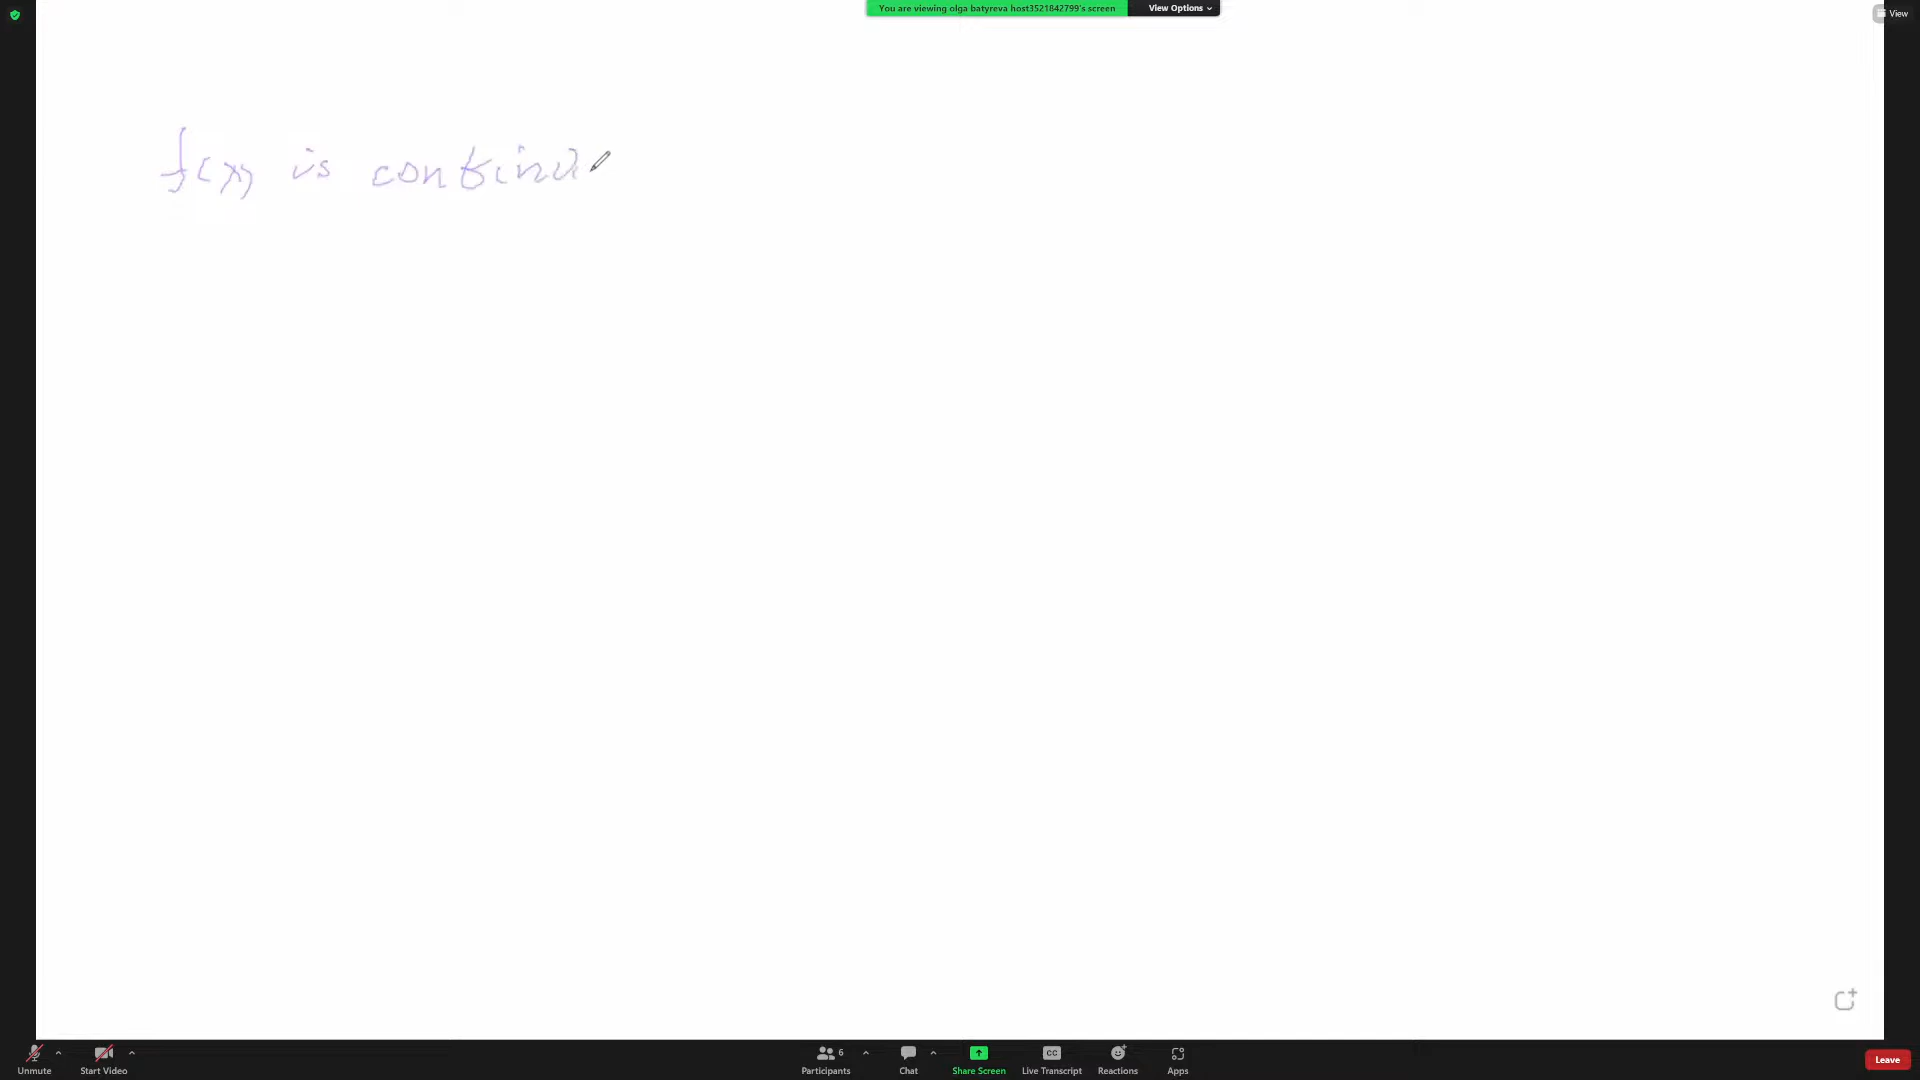 You are viewing olga batyreva host3521842799's screen
View Options
View
f(x) is continu
Unmute
Start Video
6
Participants
Chat
Share Screen
CC
Live Transcript
Reactions
Apps
Leave